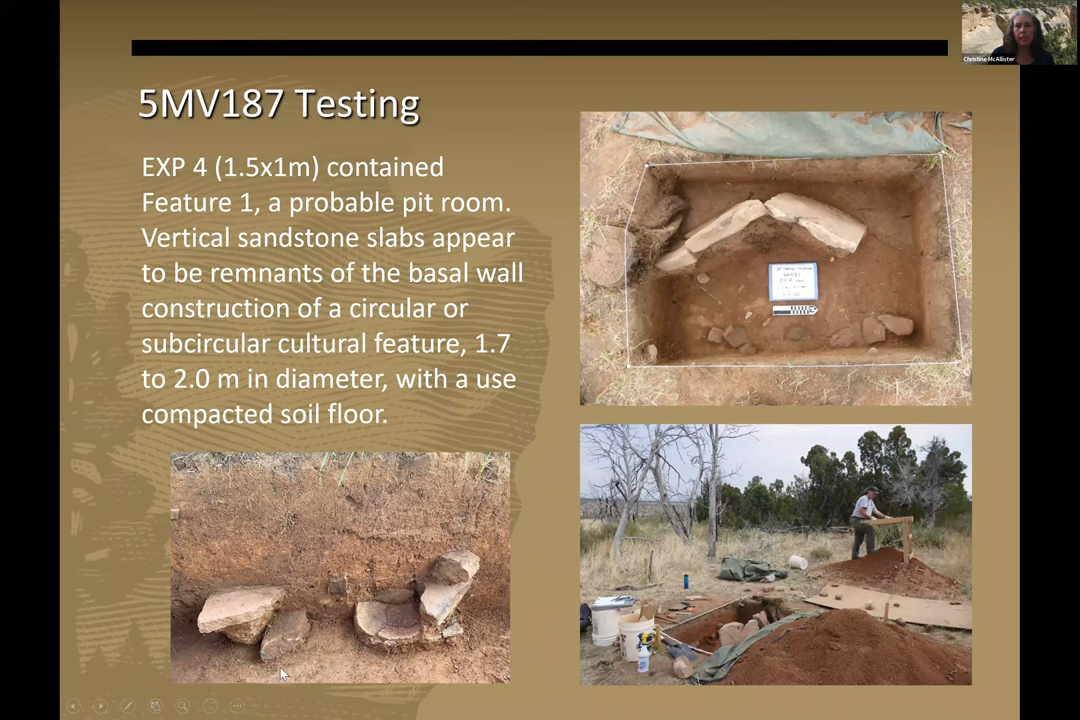 Christine McAllister
5MV187 Testing
EXP 4 (1.5x1m) contained
Feature 1, a probable pit room.
Vertical sandstone slabs appear
to be remnants of the basal wall
construction of a circular or
subcircular cultural feature, 1.7
to 2.0 m in diameter, with a use
compacted soil floor.